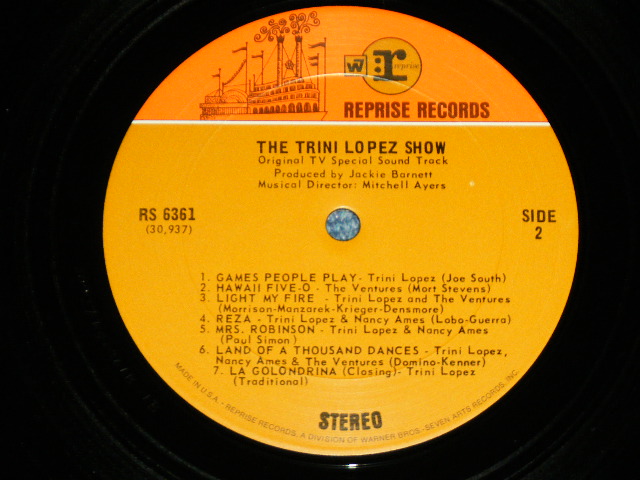 W7 r reprise
REPRISE RECORDS
THE TRINI LOPEZ SHOW
Original TV Special Sound Track
Produced by Jackie Barnett
Musical Director: Mitchell Ayers
RS 6361
(30,937)
SIDE
2
1. GAMES PEOPLE PLAY- Trini Lopez (Joe South)
2. HAWAII FIVE-O - The Ventures (Mort Stevens)
3. LIGHT MY FIRE - Trini Lopez and The Ventures
(Morrison-Manzarek-Krieger-Densmore)
4. REZA - Trini Lopez & Nancy Ames (Lobo-Guerra)
5. MRS. ROBINSON - Trini Lopez & Nancy Ames
(Paul Simon)
6. LAND OF A THOUSAND DANCES - Trini Lopez,
Nancy Ames & The Ventures (Domino-Kenner)
7. LA GOLONDRINA (Closing)- Trini Lopez
(Traditional)
STEREO
MADE IN U.S.A. - REPRISE RECORDS, A DIVISION OF WARNER BROS.-SEVEN ARTS RECORDS, INC.